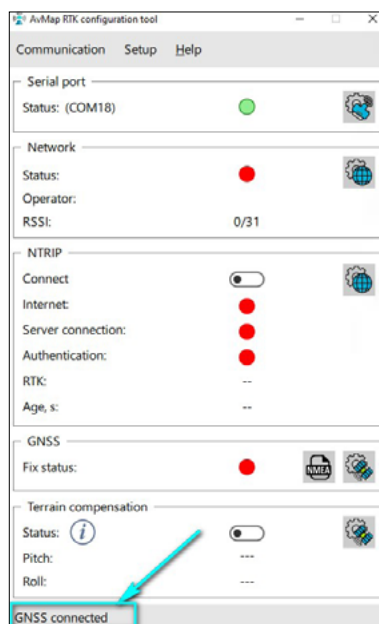 AvMap RTK configuration tool
Communication Setup Help
Serial port
Status: (COM18)
Network
Status:
Operator:
RSSI: 0/31
NTRIP
Connect
Internet:
Server connection:
Authentication:
RTK: --
Age, s: --
GNSS
Fix status: NMEA
Terrain compensation
Status: i
Pitch: ---
Roll: ---
GNSS connected